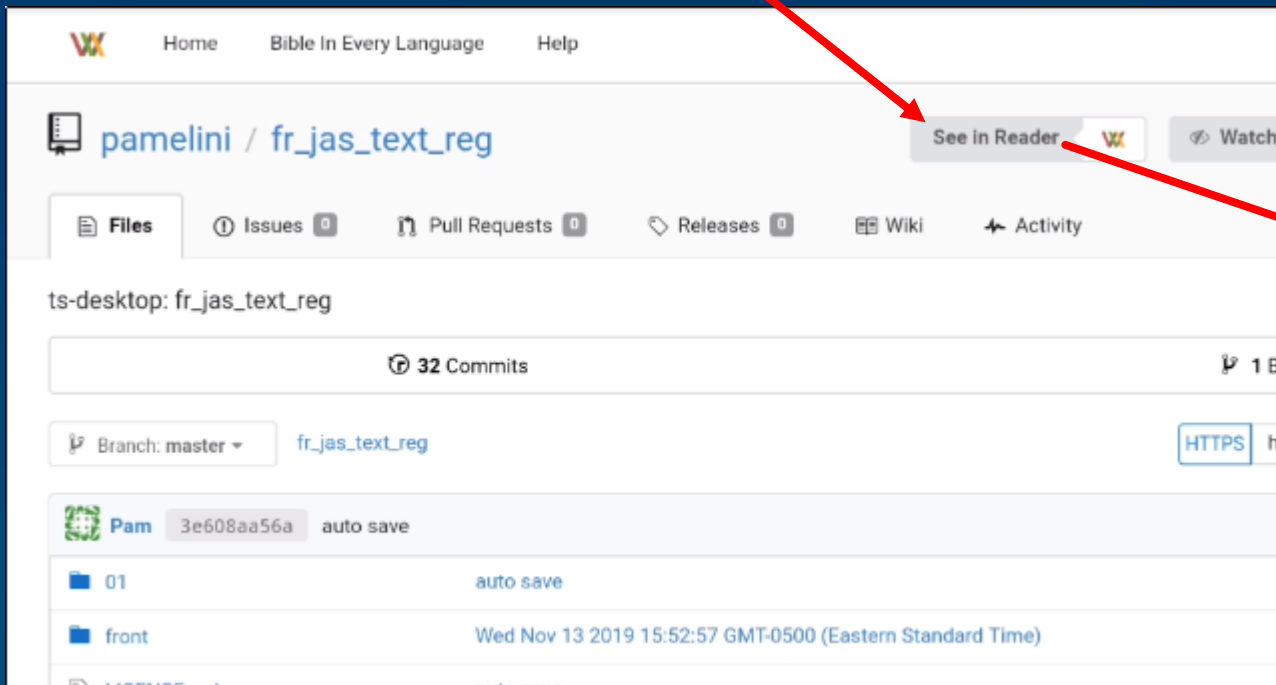 Home Bible In Every Language Help
pamelini / fr_jas_text_reg See in Reader Watch
Files Issues 0 Pull Requests 0 Releases 0 Wiki Activity
ts-desktop: fr_jas_text_reg
32 Commits 1
Branch: master fr_jas_text_reg HTTPS
Pam 3e608aa56a auto save
01 auto save
front Wed Nov 13 2019 15:52:57 GMT-0500 (Eastern Standard Time)